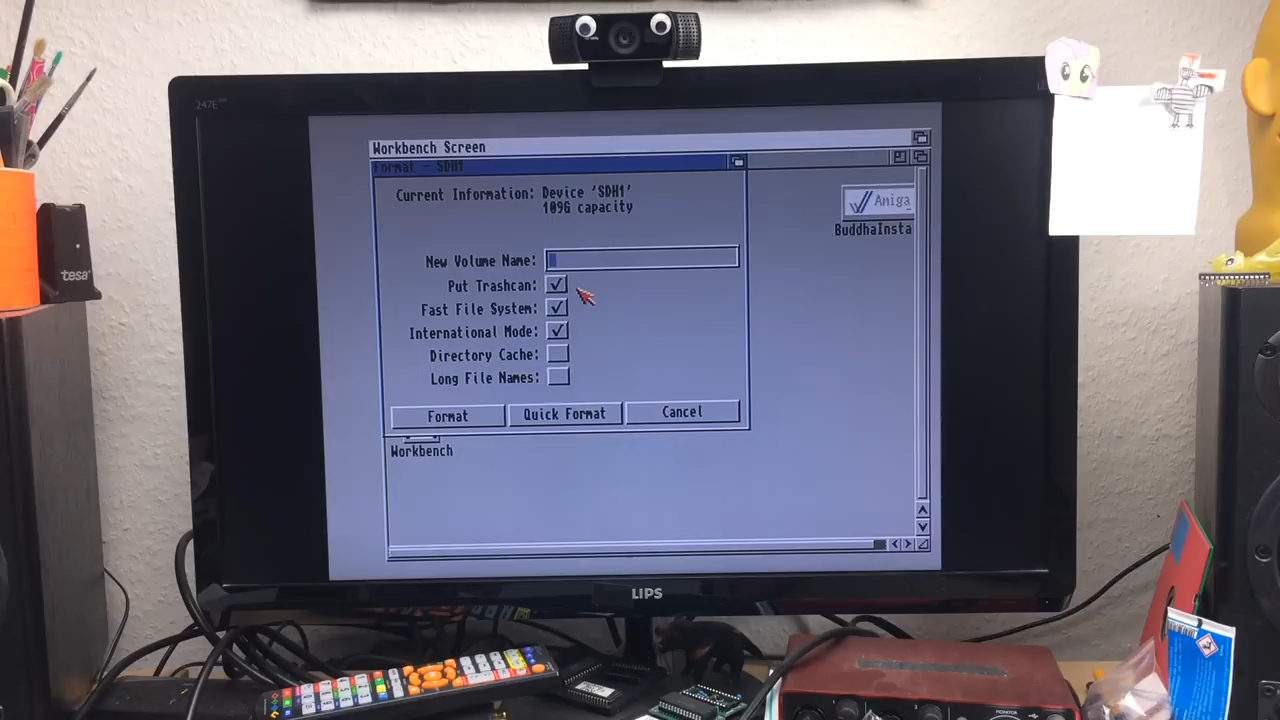 247E
Workbench Screen
Format - SDH1
Current Information: Device 'SDH1'
109G capacity
Amiga
BuddhaInsta
New Volume Name:
Put Trashcan:
Fast File System:
International Mode:
Directory Cache:
Long File Names:
Format
Quick Format
Cancel
Workbench
tesa
LIPS
MONITOR